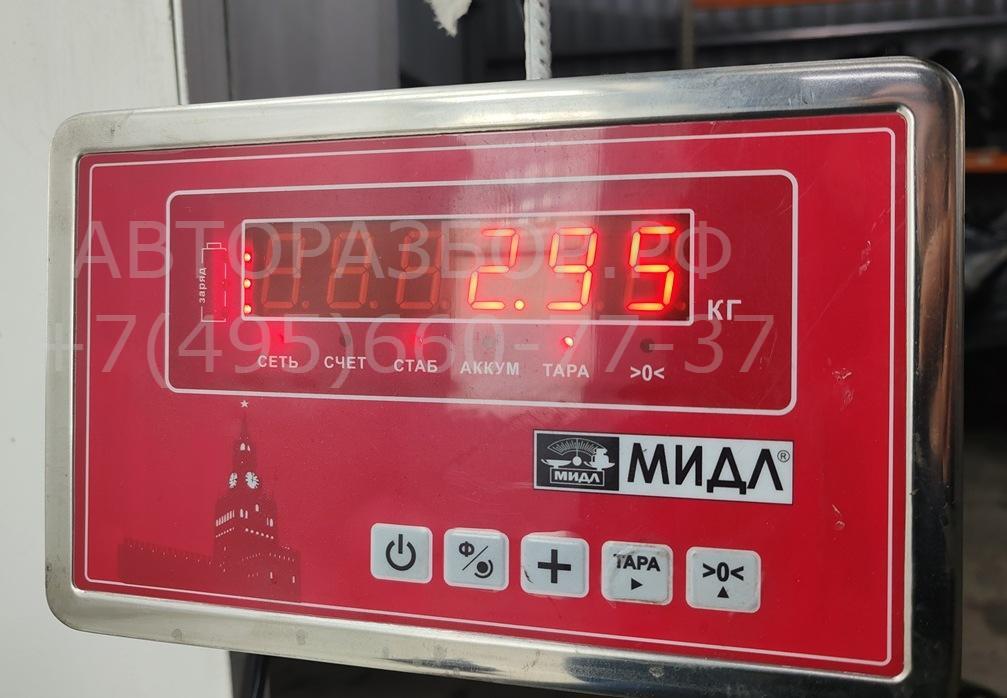 АВТОРАЗБОР.РФ
+7(495)660-77-37
заряд
2.95
КГ
СЕТЬ СЧЕТ СТАБ АККУМ ТАРА >0<
МИДЛ МИДЛ®
Ф
+
ТАРА
>0<